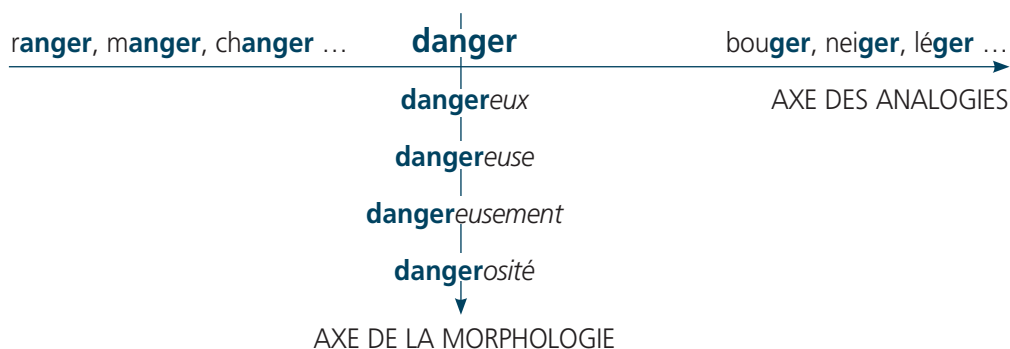 ranger, manger, changer … danger bouger, neiger, léger …
dangereux AXE DES ANALOGIES
dangereuse
dangereusement
dangerosité
AXE DE LA MORPHOLOGIE